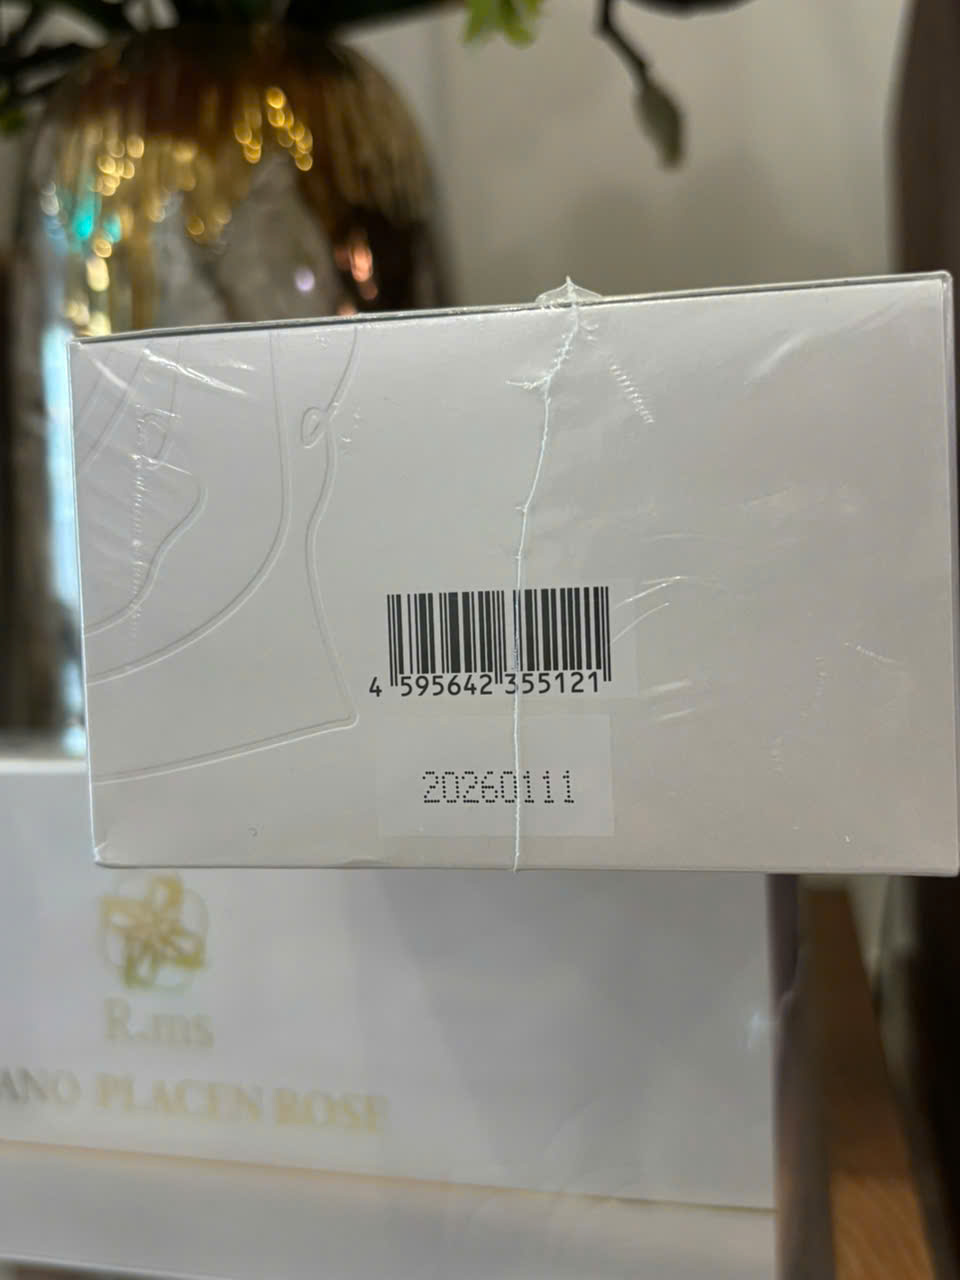 4 595642 355121
20260111
R.ms
ANO PLACEN ROSE